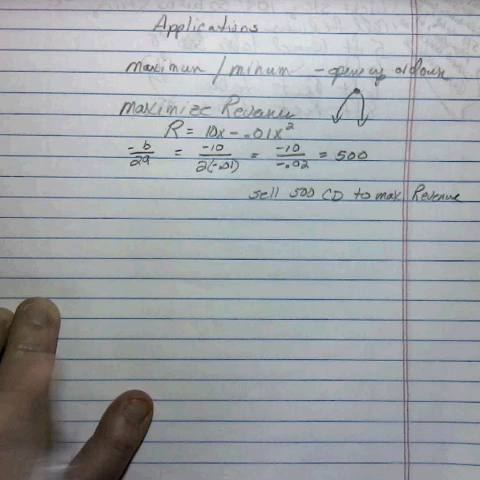 Applications
maximum / minum - opens up or down
maximize Revenue
R = 10x - .01x²
-b/2a = -10/2(-.01) = -10/-.02 = 500
sell 500 CD to max Revenue